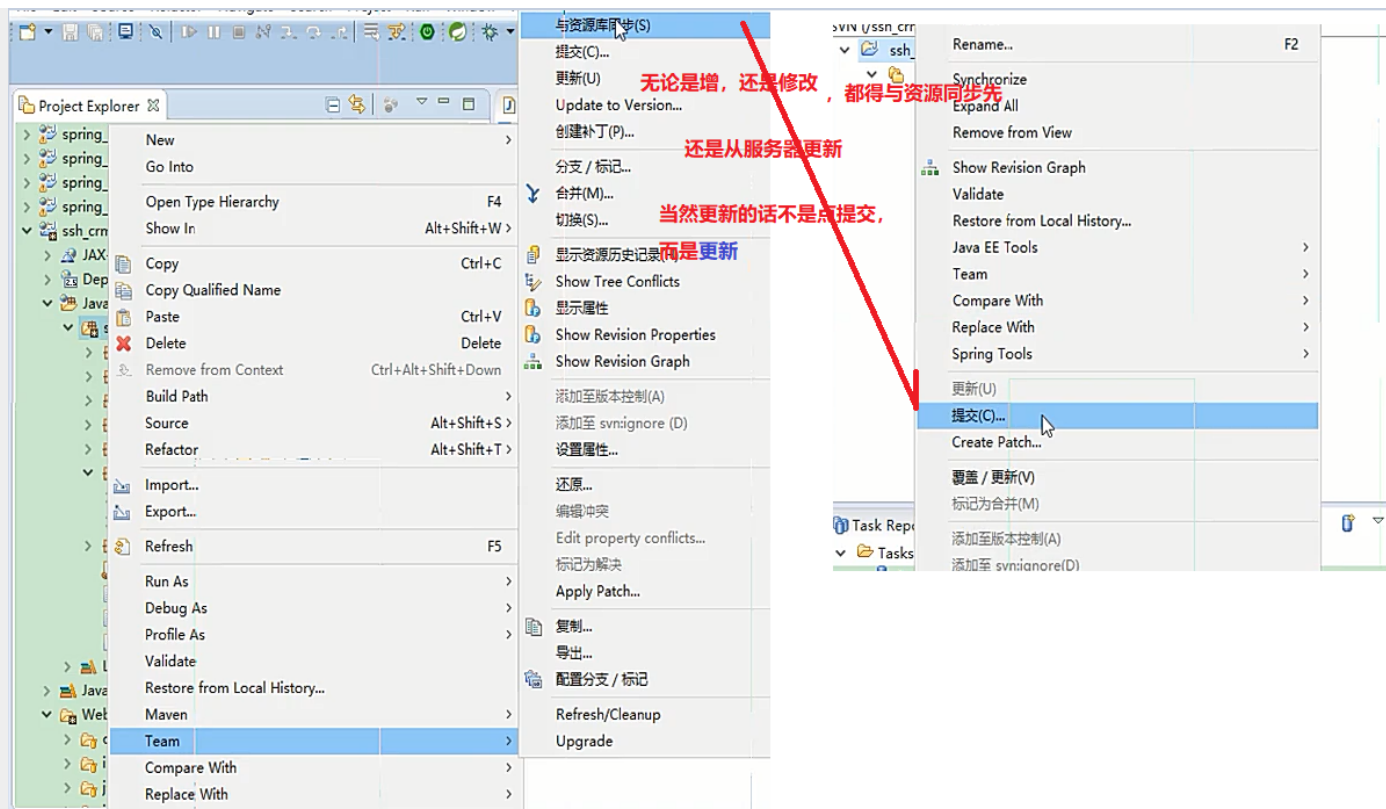 Project Explorer
spring_
spring_
spring_
spring_
ssh_crm
JAX-
Dep
Java
Java
Web
New
Go Into
Open Type Hierarchy F4
Show In Alt+Shift+W
Copy Ctrl+C
Copy Qualified Name
Paste Ctrl+V
Delete Delete
Remove from Context Ctrl+Alt+Shift+Down
Build Path
Source Alt+Shift+S
Refactor Alt+Shift+T
Import...
Export...
Refresh F5
Run As
Debug As
Profile As
Validate
Restore from Local History...
Maven
Team
Compare With
Replace With
与资源库同步(S)
提交(C)...
更新(U)
Update to Version...
创建补丁(P)...
分支 / 标记...
合并(M)...
切换(S)...
显示资源历史记录(H)
Show Tree Conflicts
显示属性
Show Revision Properties
Show Revision Graph
添加至版本控制(A)
添加至 svn:ignore (D)
设置属性...
还原...
编辑冲突
Edit property conflicts...
标记为解决
Apply Patch...
复制...
导出...
配置分支 / 标记
Refresh/Cleanup
Upgrade
无论是增，还是修改，都得与资源同步先
还是从服务器更新
当然更新的话不是点提交，
而是更新
SVN (/ssh_crm
ssh_
Rename... F2
Synchronize
Expand All
Remove from View
Show Revision Graph
Validate
Restore from Local History...
Java EE Tools
Team
Compare With
Replace With
Spring Tools
更新(U)
提交(C)...
Create Patch...
覆盖 / 更新(V)
标记为合并(M)
添加至版本控制(A)
添加至 svn:ignore(D)
Task Repo
Tasks